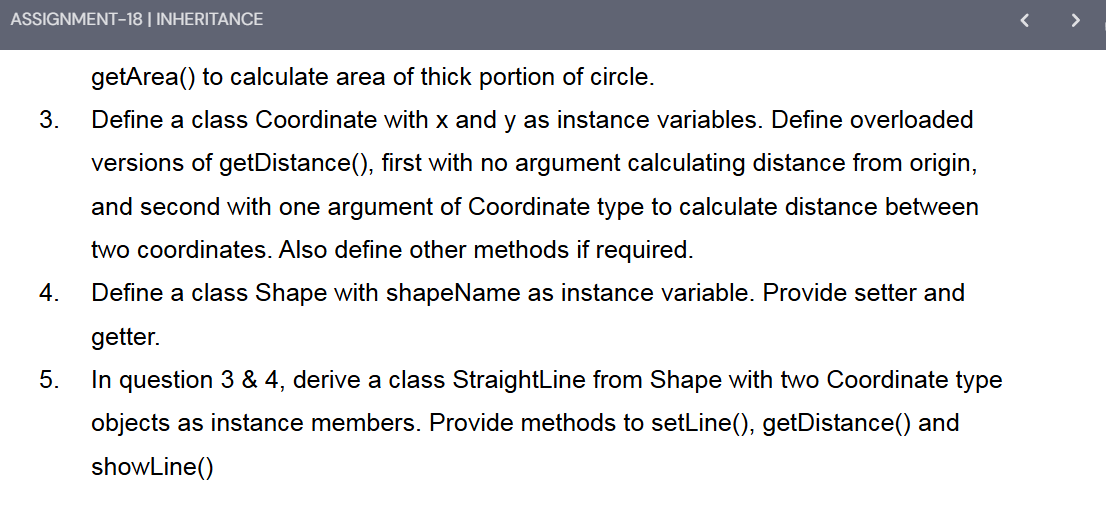 ASSIGNMENT-18 | INHERITANCE
getArea() to calculate area of thick portion of circle.
3. Define a class Coordinate with x and y as instance variables. Define overloaded
versions of getDistance(), first with no argument calculating distance from origin,
and second with one argument of Coordinate type to calculate distance between
two coordinates. Also define other methods if required.
4. Define a class Shape with shapeName as instance variable. Provide setter and
getter.
5. In question 3 & 4, derive a class StraightLine from Shape with two Coordinate type
objects as instance members. Provide methods to setLine(), getDistance() and
showLine()